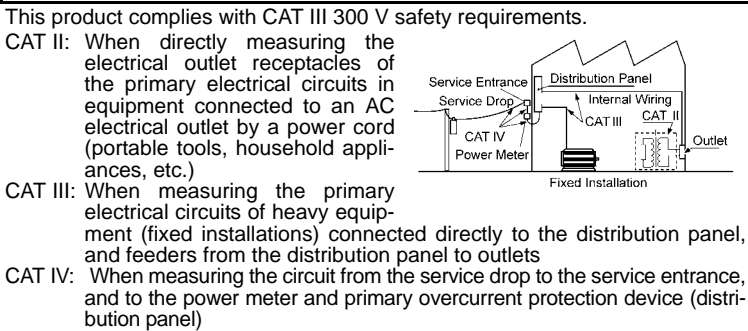 This product complies with CAT III 300 V safety requirements.
CAT II: When directly measuring the
electrical outlet receptacles of
the primary electrical circuits in
equipment connected to an AC
electrical outlet by a power cord
(portable tools, household appli-
ances, etc.)
Service Entrance
Distribution Panel
Service Drop
Internal Wiring
CAT III
CAT II
CAT IV
Outlet
Power Meter
Fixed Installation
CAT III: When measuring the primary
electrical circuits of heavy equip-
ment (fixed installations) connected directly to the distribution panel,
and feeders from the distribution panel to outlets
CAT IV: When measuring the circuit from the service drop to the service entrance,
and to the power meter and primary overcurrent protection device (distri-
bution panel)